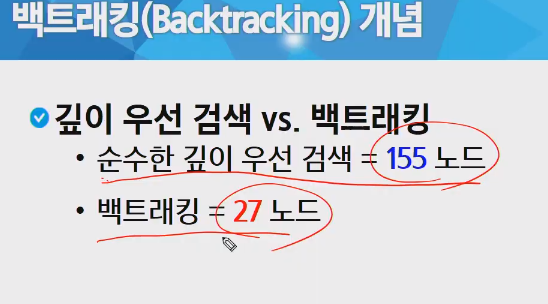 백트래킹(Backtracking) 개념
깊이 우선 검색 vs. 백트래킹
• 순수한 깊이 우선 검색 = 155 노드
• 백트래킹 = 27 노드